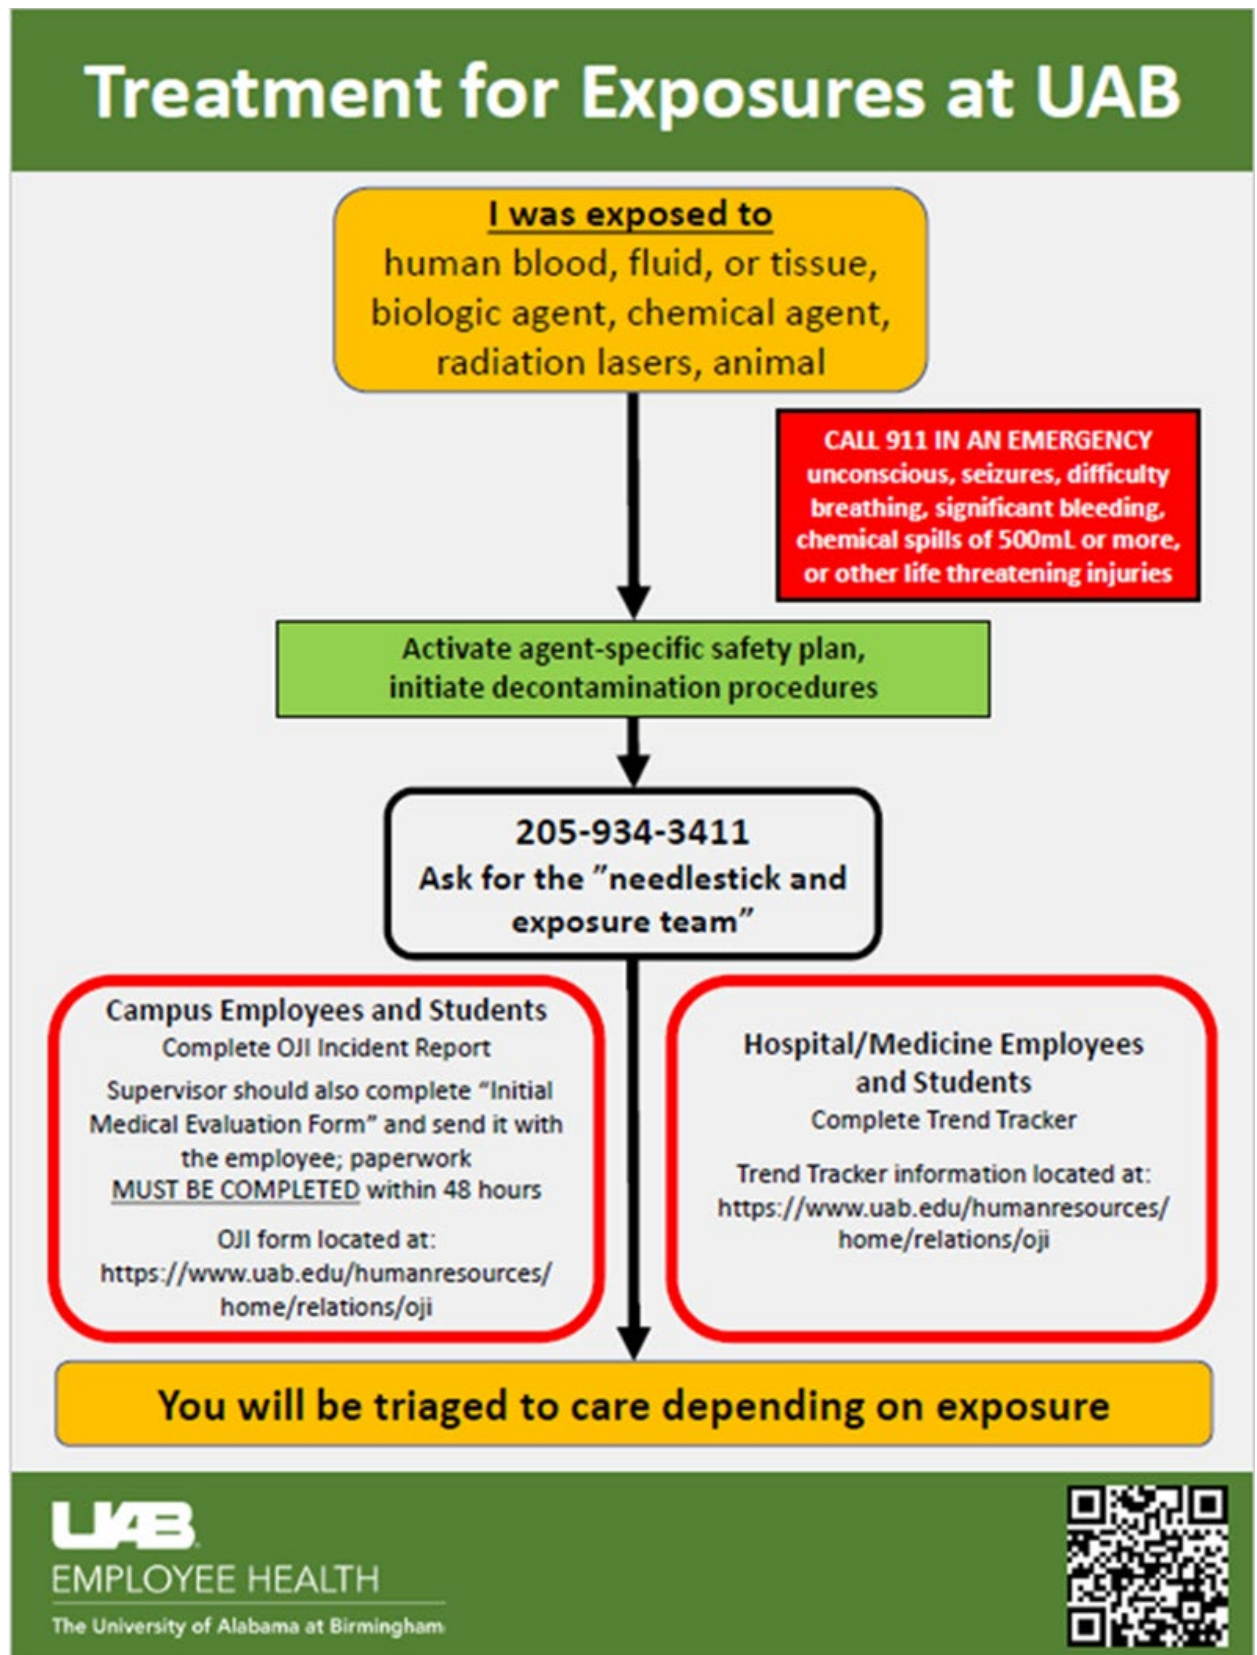 Treatment for Exposures at UAB
I was exposed to
human blood, fluid, or tissue,
biologic agent, chemical agent,
radiation lasers, animal
CALL 911 IN AN EMERGENCY
unconscious, seizures, difficulty
breathing, significant bleeding,
chemical spills of 500mL or more,
or other life threatening injuries
Activate agent-specific safety plan,
initiate decontamination procedures
205-934-3411
Ask for the ”needlestick and
exposure team”
Campus Employees and Students
Complete OJI Incident Report
Supervisor should also complete “Initial
Medical Evaluation Form” and send it with
the employee; paperwork
MUST BE COMPLETED within 48 hours
OJI form located at:
https://www.uab.edu/humanresources/
home/relations/oji
Hospital/Medicine Employees
and Students
Complete Trend Tracker
Trend Tracker information located at:
https://www.uab.edu/humanresources/
home/relations/oji
You will be triaged to care depending on exposure
UAB
EMPLOYEE HEALTH
The University of Alabama at Birmingham